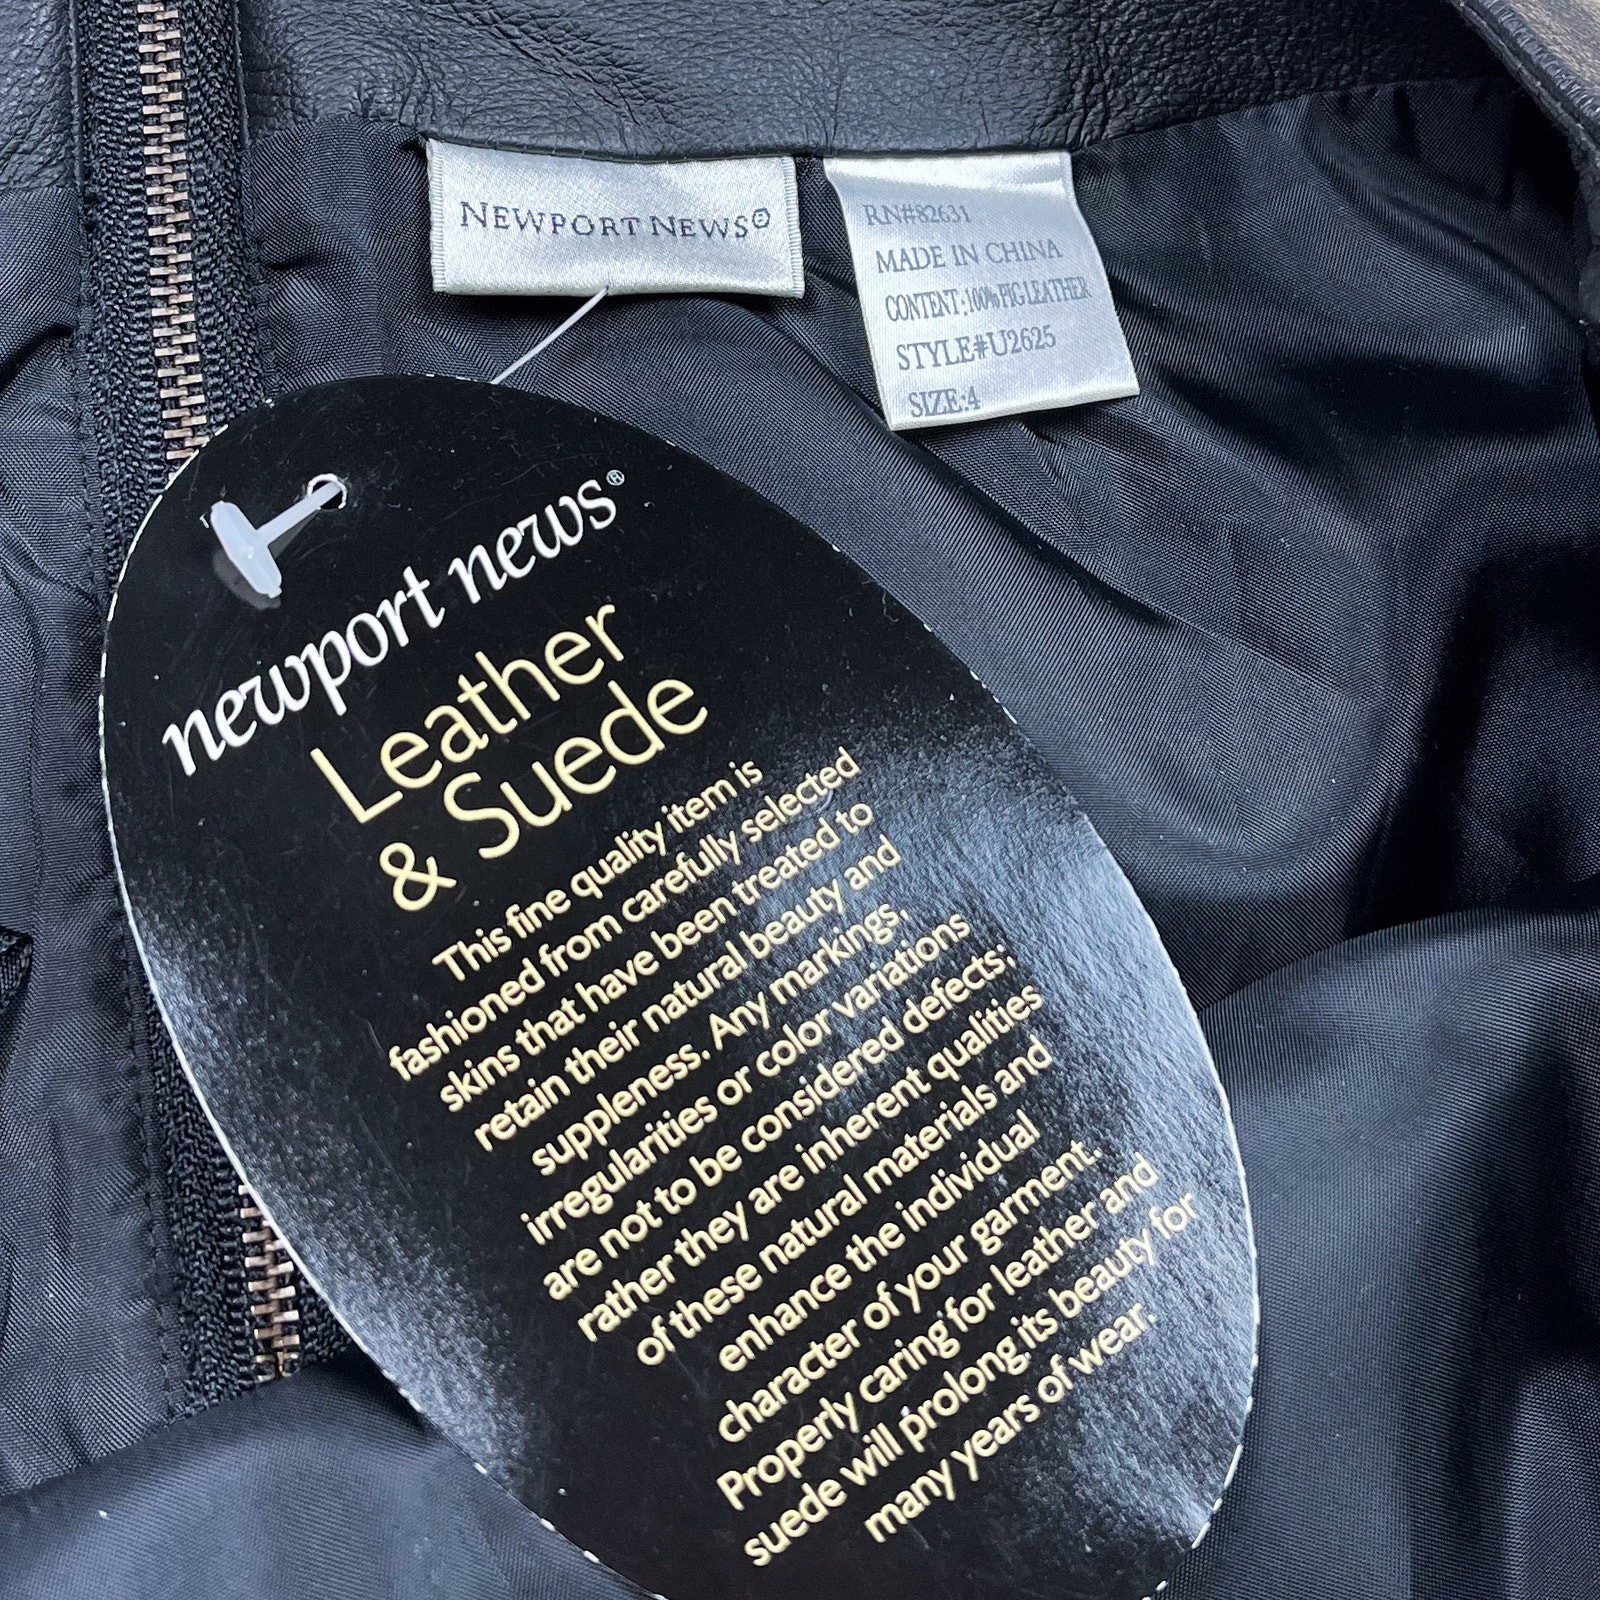 NEWPORT NEWS®
RN#82631
MADE IN CHINA
CONTENT:100%PIG LEATHER
STYLE#U2625
SIZE:4
newport news®
Leather
& Suede
This fine quality item is
fashioned from carefully selected
skins that have been treated to
retain their natural beauty and
suppleness. Any markings,
irregularities or color variations
are not to be considered defects:
rather they are inherent qualities
of these natural materials and
enhance the individual
character of your garment.
Properly caring for leather and
suede will prolong its beauty for
many years of wear.